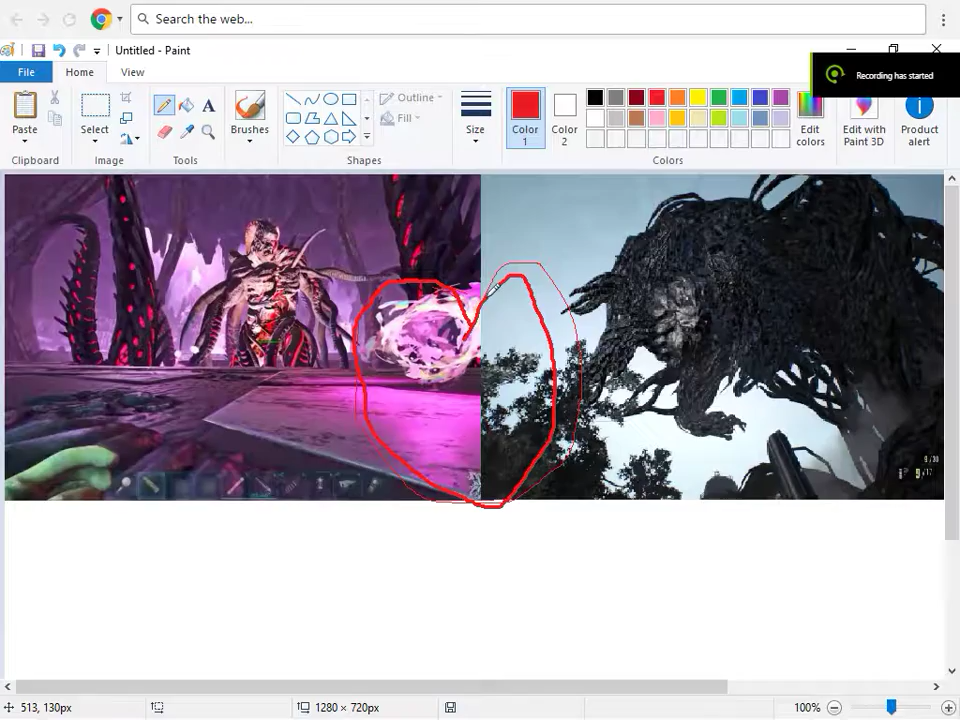 Search the web...
Untitled - Paint
Recording has started
File Home View
Paste
Select
Brushes
Outline
Fill
Size
Color 1
Color 2
Edit colors
Edit with Paint 3D
Product alert
Clipboard Image Tools Shapes Colors
513, 130px 1280 × 720px 100%